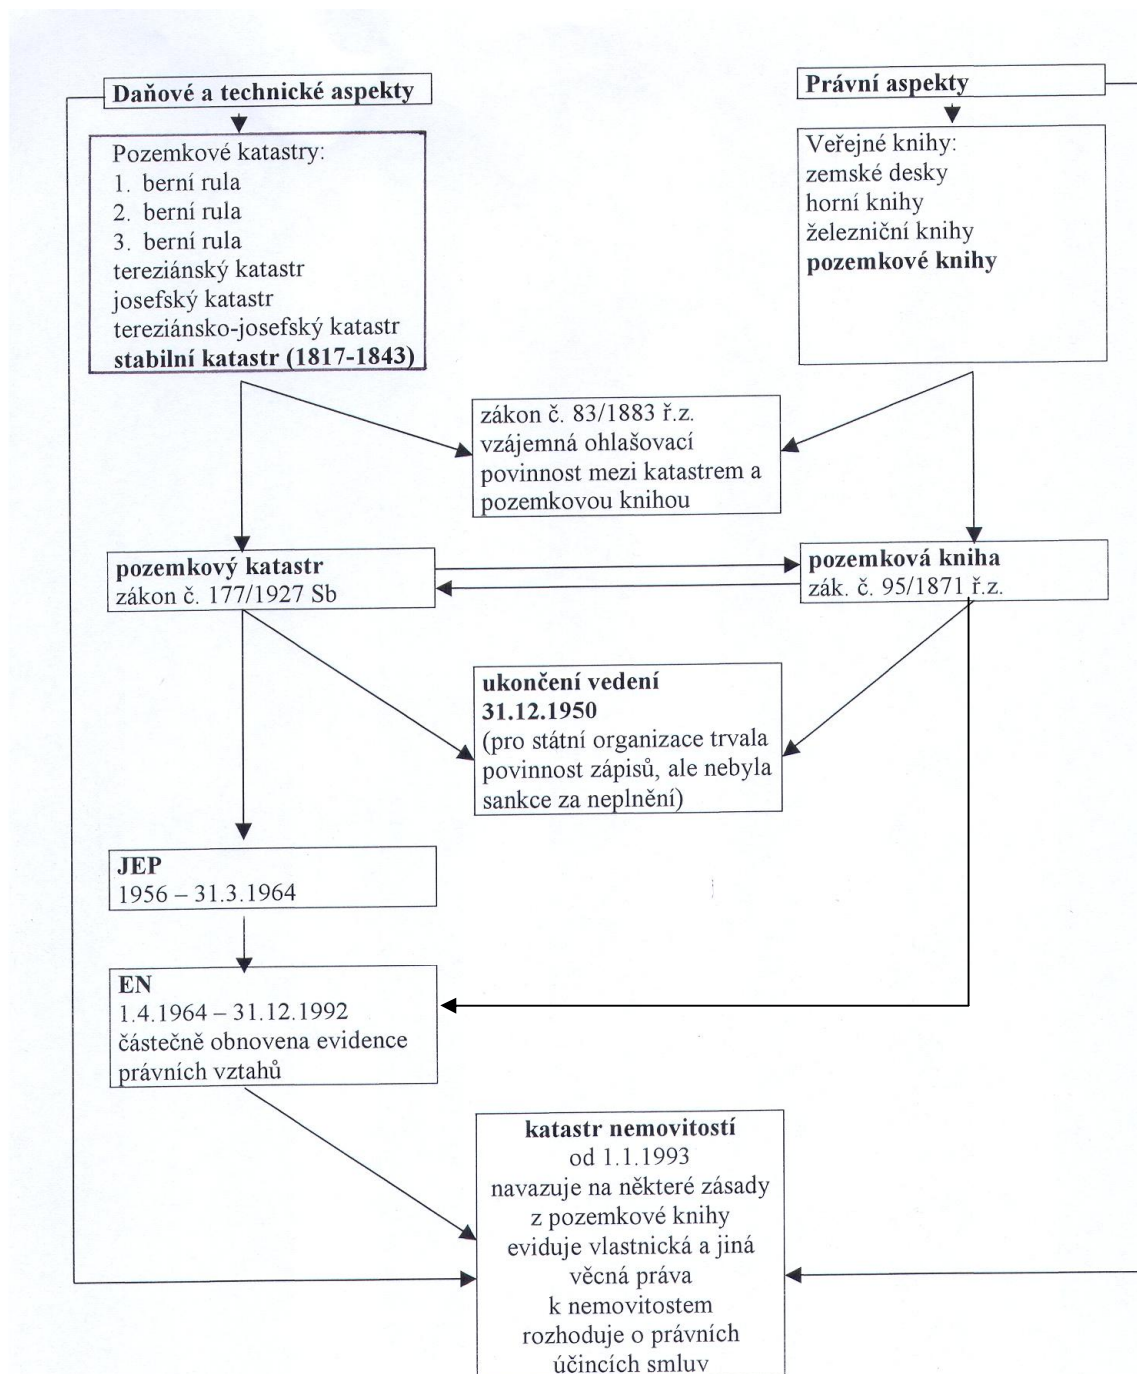 Daňové a technické aspekty
Pozemkové katastry:
1. berní rula
2. berní rula
3. berní rula
tereziánský katastr
josefský katastr
tereziánsko-josefský katastr
stabilní katastr (1817-1843)
Právní aspekty
Veřejné knihy:
zemské desky
horní knihy
železniční knihy
pozemkové knihy
zákon č. 83/1883 ř.z.
vzájemná ohlašovací
povinnost mezi katastrem a
pozemkovou knihou
pozemkový katastr
zákon č. 177/1927 Sb
pozemková kniha
zák. č. 95/1871 ř.z.
ukončení vedení
31.12.1950
(pro státní organizace trvala
povinnost zápisů, ale nebyla
sankce za neplnění)
JEP
1956 – 31.3.1964
EN
1.4.1964 – 31.12.1992
částečně obnovena evidence
právních vztahů
katastr nemovitostí
od 1.1.1993
navazuje na některé zásady
z pozemkové knihy
eviduje vlastnická a jiná
věcná práva
k nemovitostem
rozhoduje o právních
účincích smluv